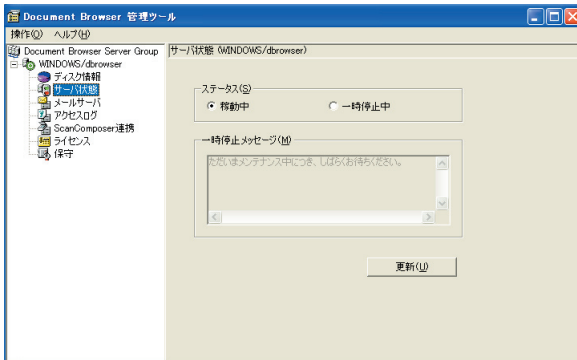 Document Browser 管理ツール
操作(O) ヘルプ(H)
Document Browser Server Group
WINDOWS/dbrowser
ディスク情報
サーバ状態
メールサーバ
アクセスログ
ScanComposer連携
ライセンス
保守
サーバ状態 (WINDOWS/dbrowser)
ステータス(S)
稼動中 一時停止中
一時停止メッセージ(M)
ただいまメンテナンス中につき、しばらくお待ちください。
更新(U)